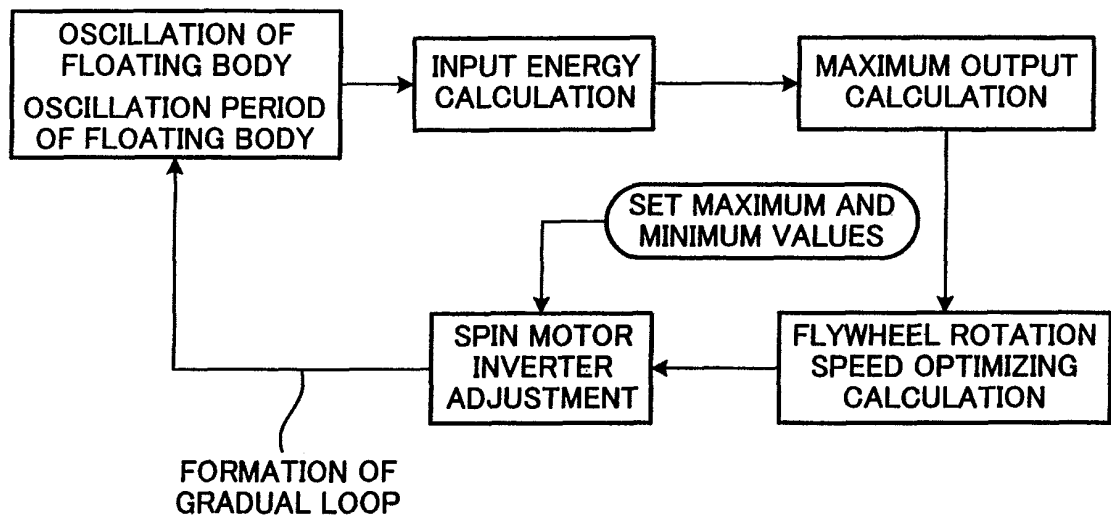 OSCILLATION OF
FLOATING BODY
OSCILLATION PERIOD
OF FLOATING BODY
INPUT ENERGY
CALCULATION
MAXIMUM OUTPUT
CALCULATION
SET MAXIMUM AND
MINIMUM VALUES
SPIN MOTOR
INVERTER
ADJUSTMENT
FLYWHEEL ROTATION
SPEED OPTIMIZING
CALCULATION
FORMATION OF
GRADUAL LOOP